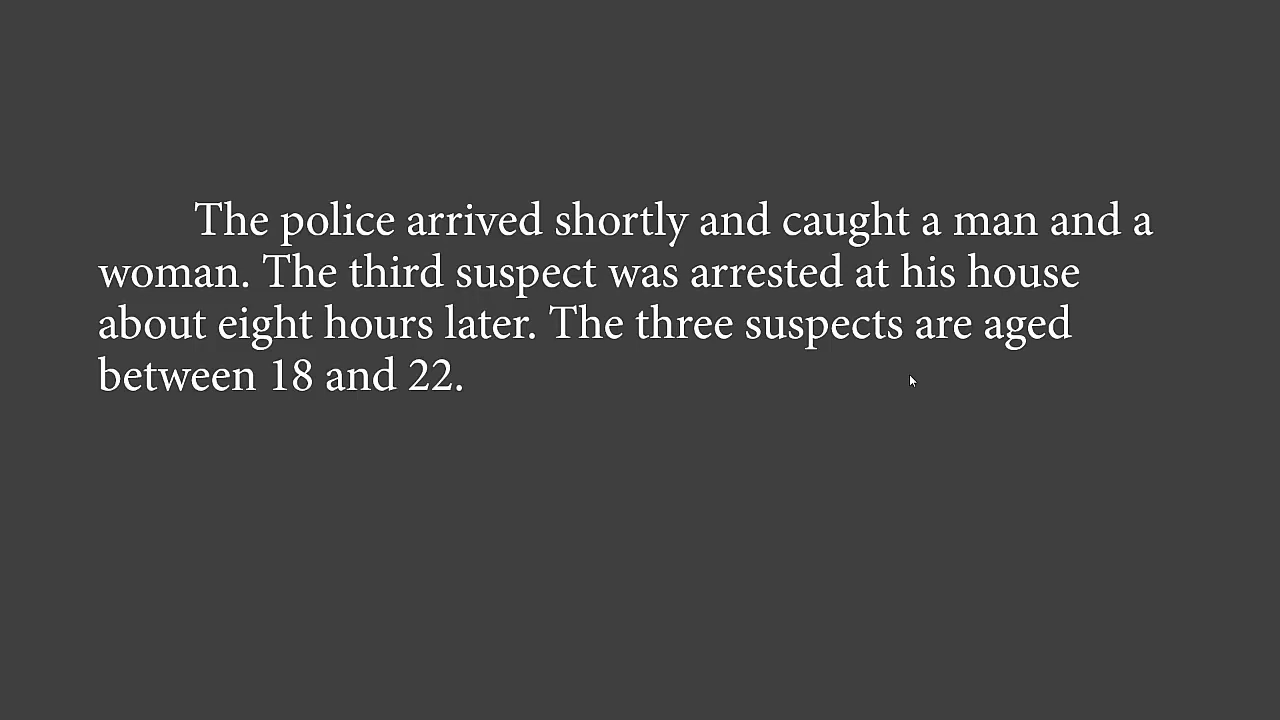 The police arrived shortly and caught a man and a
woman. The third suspect was arrested at his house
about eight hours later. The three suspects are aged
between 18 and 22.